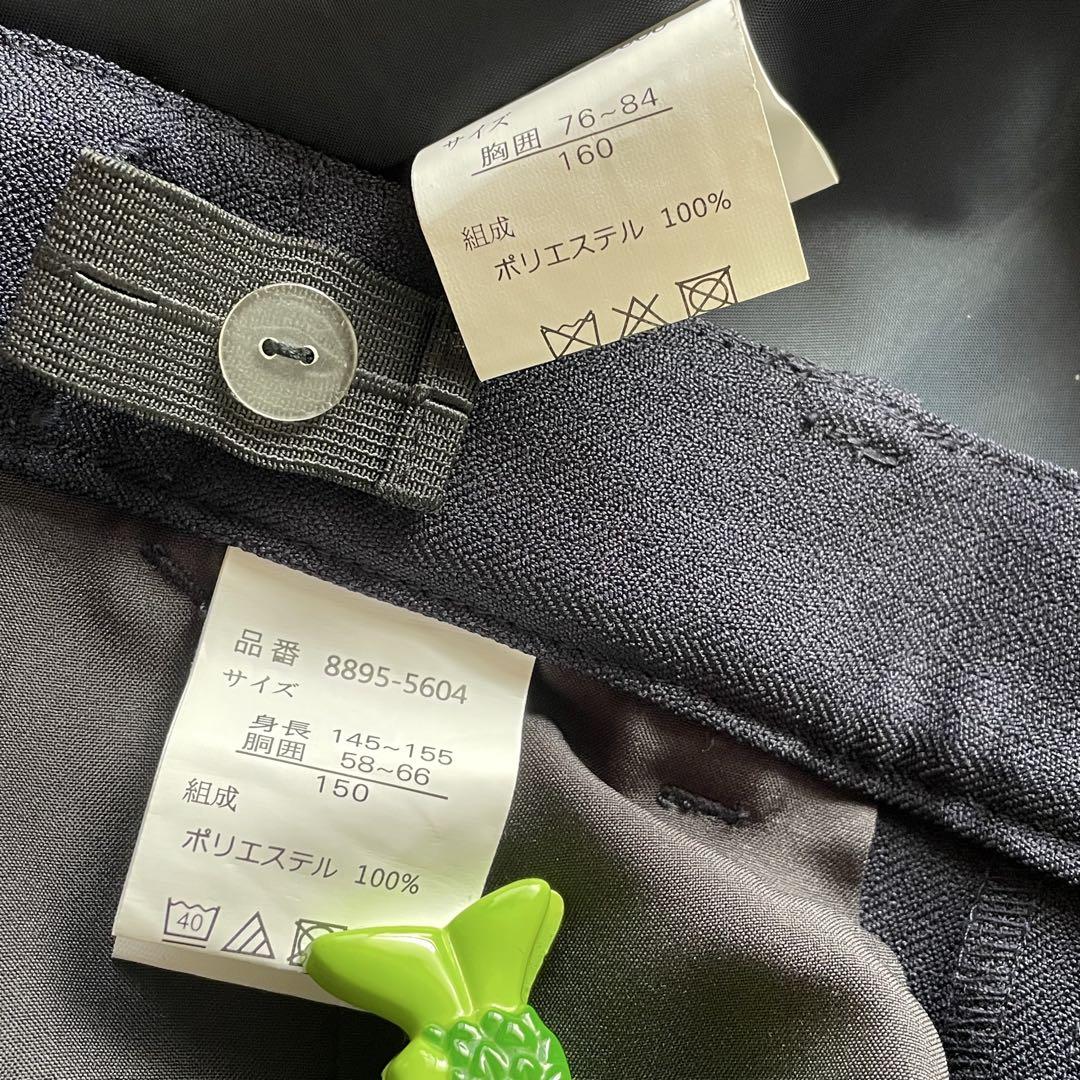 サイズ
胸囲 76~84
160
組成
ポリエステル 100%
品番 8895-5604
サイズ
身長 145~155
胴囲 58~66
150
組成
ポリエステル 100%
40